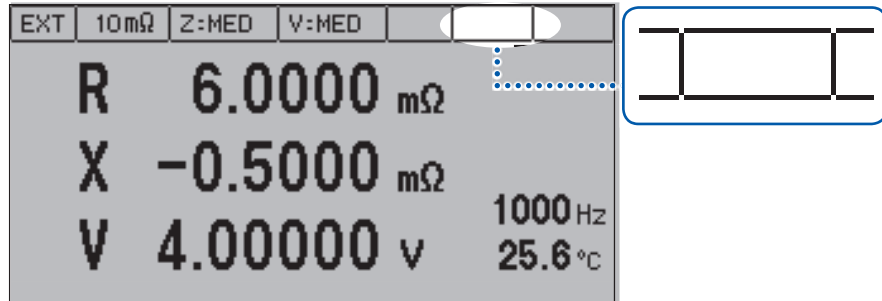 EXT 10mΩ Z:MED V:MED
R 6.0000 mΩ
X -0.5000 mΩ
1000 Hz
V 4.00000 V
25.6 °C